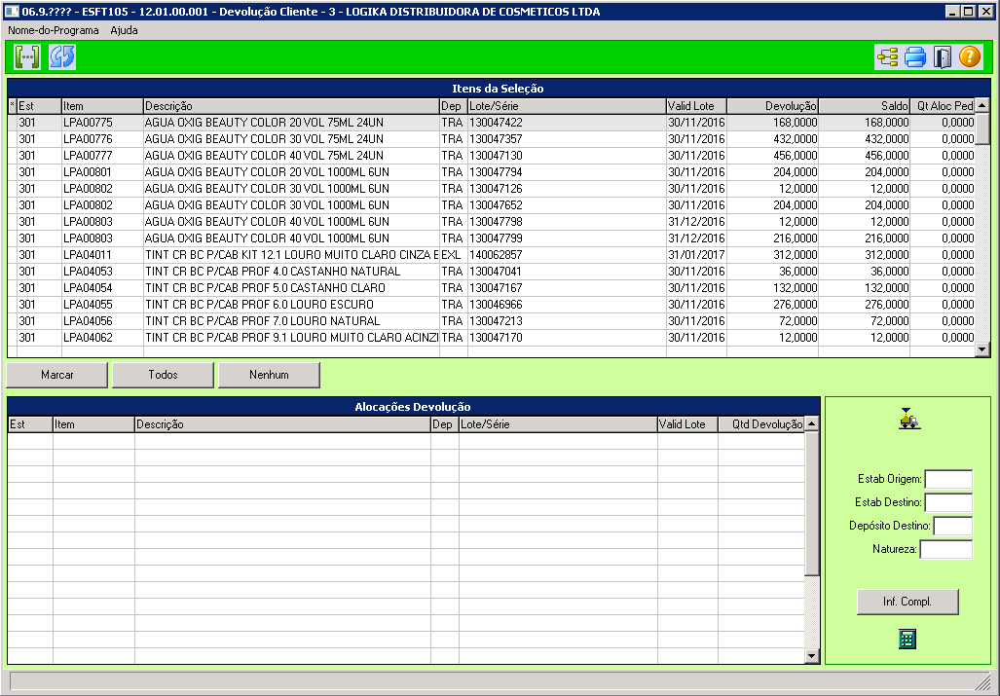 06.9.???? - ESFT105 - 12.01.00.001 - Devolução Cliente - 3 - LOGIKA DISTRIBUIDORA DE COSMETICOS LTDA
Nome-do-Programa Ajuda
Itens da Seleção
* Est Item Descrição Dep Lote/Série Valid Lote Devolução Saldo Qt Aloc Ped
301 LPA00775 AGUA OXIG BEAUTY COLOR 20 VOL 75ML 24UN TRA 130047422 30/11/2016 168,0000 168,0000 0,0000
301 LPA00776 AGUA OXIG BEAUTY COLOR 30 VOL 75ML 24UN TRA 130047357 30/11/2016 432,0000 432,0000 0,0000
301 LPA00777 AGUA OXIG BEAUTY COLOR 40 VOL 75ML 24UN TRA 130047130 30/11/2016 456,0000 456,0000 0,0000
301 LPA00801 AGUA OXIG BEAUTY COLOR 20 VOL 1000ML 6UN TRA 130047794 30/11/2016 204,0000 204,0000 0,0000
301 LPA00802 AGUA OXIG BEAUTY COLOR 30 VOL 1000ML 6UN TRA 130047126 30/11/2016 12,0000 12,0000 0,0000
301 LPA00802 AGUA OXIG BEAUTY COLOR 30 VOL 1000ML 6UN TRA 130047652 30/11/2016 204,0000 204,0000 0,0000
301 LPA00803 AGUA OXIG BEAUTY COLOR 40 VOL 1000ML 6UN TRA 130047798 31/12/2016 12,0000 12,0000 0,0000
301 LPA00803 AGUA OXIG BEAUTY COLOR 40 VOL 1000ML 6UN TRA 130047799 31/12/2016 216,0000 216,0000 0,0000
301 LPA04011 TINT CR BC P/CAB KIT 12.1 LOURO MUITO CLARO CINZA E EXL 140062857 31/01/2017 312,0000 312,0000 0,0000
301 LPA04053 TINT CR BC P/CAB PROF 4.0 CASTANHO NATURAL TRA 130047041 30/11/2016 36,0000 36,0000 0,0000
301 LPA04054 TINT CR BC P/CAB PROF 5.0 CASTANHO CLARO TRA 130047167 30/11/2016 132,0000 132,0000 0,0000
301 LPA04055 TINT CR BC P/CAB PROF 6.0 LOURO ESCURO TRA 130046966 30/11/2016 276,0000 276,0000 0,0000
301 LPA04056 TINT CR BC P/CAB PROF 7.0 LOURO NATURAL TRA 130047213 30/11/2016 72,0000 72,0000 0,0000
301 LPA04062 TINT CR BC P/CAB PROF 9.1 LOURO MUITO CLARO ACINZI TRA 130047170 30/11/2016 12,0000 12,0000 0,0000
Marcar Todos Nenhum
Alocações Devolução
Est Item Descrição Dep Lote/Série Valid Lote Qtd Devolução
Estab Origem:
Estab Destino:
Depósito Destino:
Natureza:
Inf. Compl.